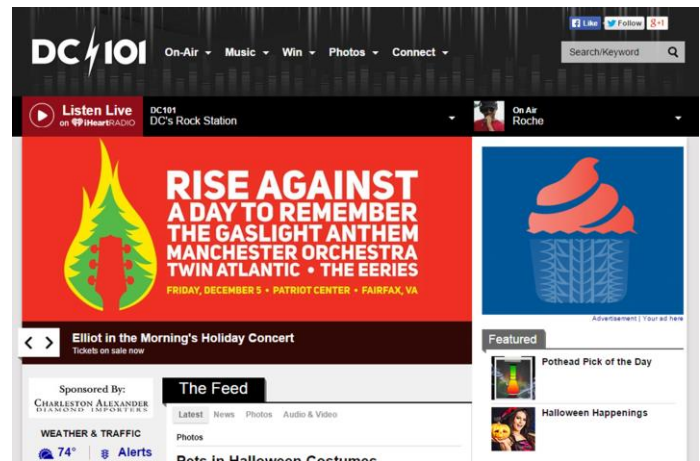 Like
Follow
g+1
DC101
On-Air
Music
Win
Photos
Connect
Search/Keyword
Listen Live
on iHeartRADIO
DC101
DC's Rock Station
On Air
Roche
RISE AGAINST
A DAY TO REMEMBER
THE GASLIGHT ANTHEM
MANCHESTER ORCHESTRA
TWIN ATLANTIC • THE EERIES
FRIDAY, DECEMBER 5 • PATRIOT CENTER • FAIRFAX, VA
Advertisement | Your ad here
Elliot in the Morning's Holiday Concert
Tickets on sale now
Featured
Pothead Pick of the Day
Halloween Happenings
Sponsored By:
CHARLESTON ALEXANDER
DIAMOND IMPORTERS
WEATHER & TRAFFIC
74°
Alerts
The Feed
Latest
News
Photos
Audio & Video
Photos
Pets in Halloween Costumes